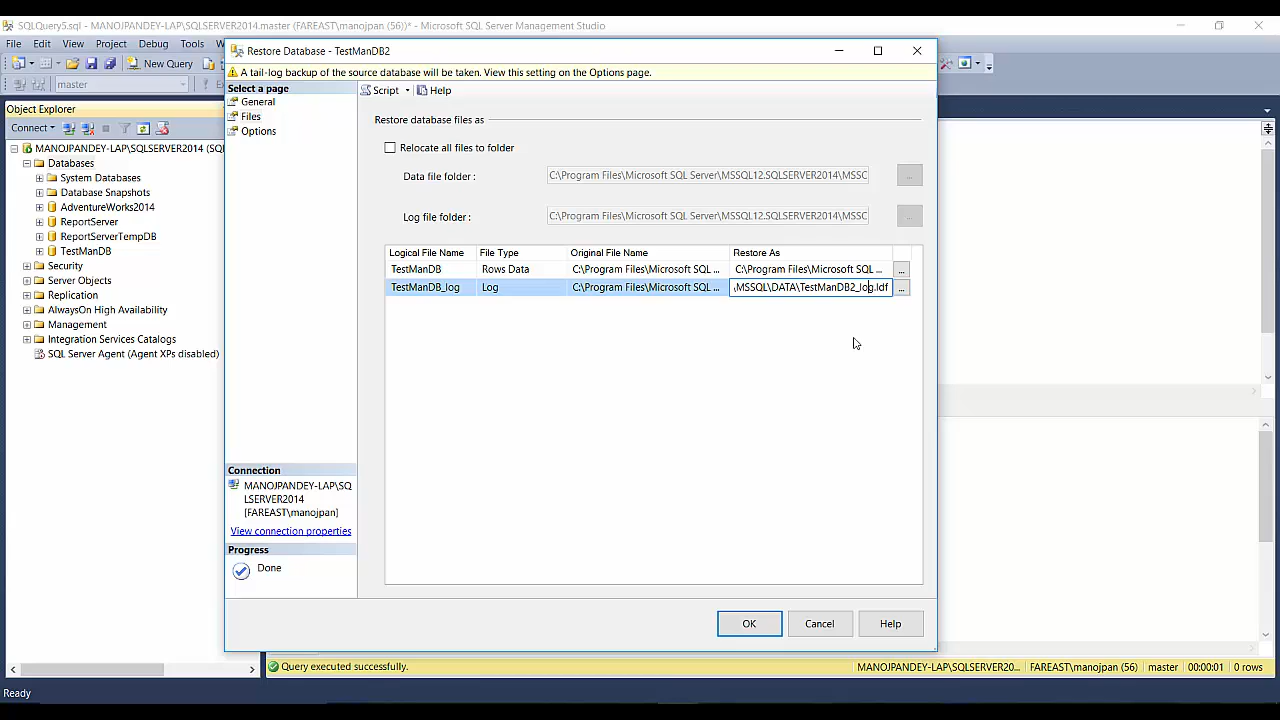 SQLQuery5.sql - MANOJPANDEY-LAP\SQLSERVER2014.master (FAREAST\manojpan (56))* - Microsoft SQL Server Management Studio
File Edit View Project Debug Tools
New Query
master
Object Explorer
Connect
MANOJPANDEY-LAP\SQLSERVER2014 (SQ
Databases
System Databases
Database Snapshots
AdventureWorks2014
ReportServer
ReportServerTempDB
TestManDB
Security
Server Objects
Replication
AlwaysOn High Availability
Management
Integration Services Catalogs
SQL Server Agent (Agent XPs disabled)
Restore Database - TestManDB2
A tail-log backup of the source database will be taken. View this setting on the Options page.
Select a page
General
Files
Options
Script Help
Restore database files as
Relocate all files to folder
Data file folder : C:\Program Files\Microsoft SQL Server\MSSQL12.SQLSERVER2014\MSSC ...
Log file folder : C:\Program Files\Microsoft SQL Server\MSSQL12.SQLSERVER2014\MSSC ...
Logical File Name File Type Original File Name Restore As
TestManDB Rows Data C:\Program Files\Microsoft SQL ... C:\Program Files\Microsoft SQL ... ...
TestManDB_log Log C:\Program Files\Microsoft SQL ... \MSSQL\DATA\TestManDB2_log.ldf ...
Connection
MANOJPANDEY-LAP\SQ
LSERVER2014
[FAREAST\manojpan]
View connection properties
Progress
Done
OK Cancel Help
Query executed successfully. MANOJPANDEY-LAP\SQLSERVER20... FAREAST\manojpan (56) master 00:00:01 0 rows
Ready